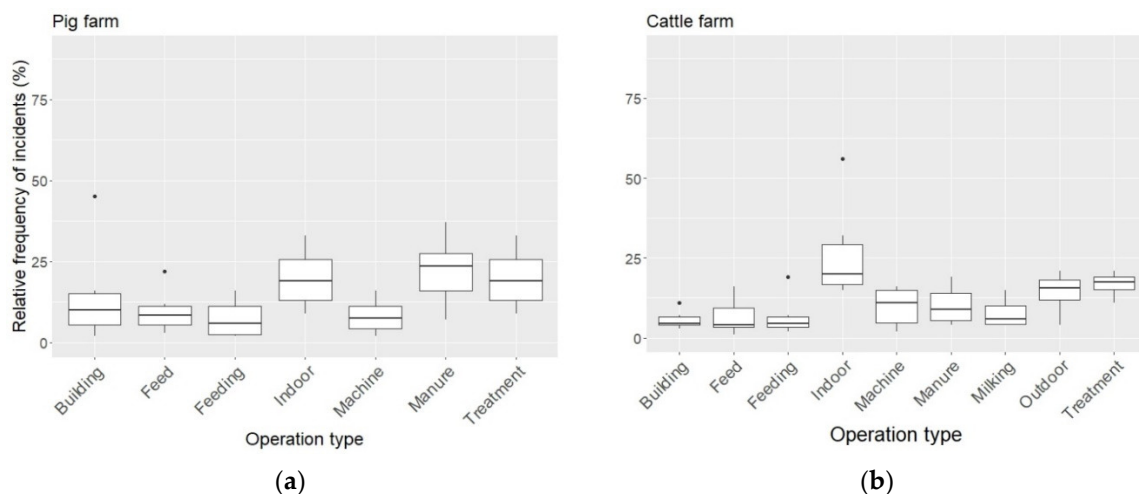 Pig farm
Relative frequency of incidents (%)
75
50
25
0
Building
Feed
Feeding
Indoor
Machine
Manure
Treatment
Operation type
(a)
Cattle farm
75
50
25
0
Building
Feed
Feeding
Indoor
Machine
Manure
Milking
Outdoor
Treatment
Operation type
(b)